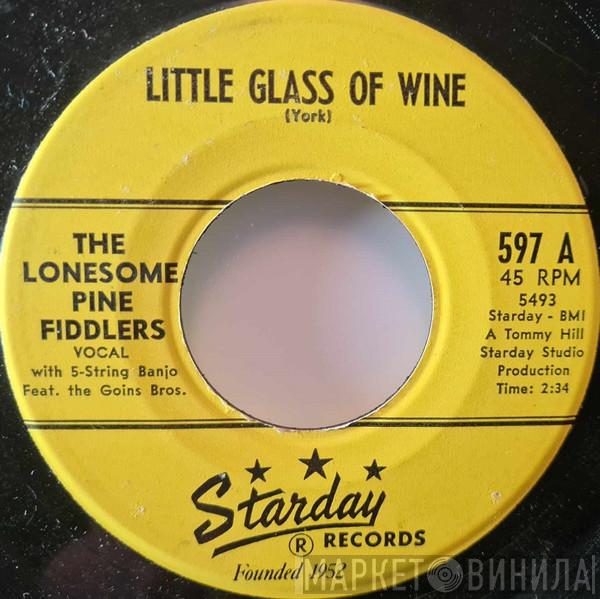 LITTLE GLASS OF WINE
(York)
THE
LONESOME
PINE
FIDDLERS
VOCAL
with 5-String Banjo
Feat. the Goins Bros.
597 A
45 RPM
5493
Starday - BMI
A Tommy Hill
Starday Studio
Production
Time: 2:34
Starday
® RECORDS
Founded 1952
МАРКЕТ ВИНИЛА